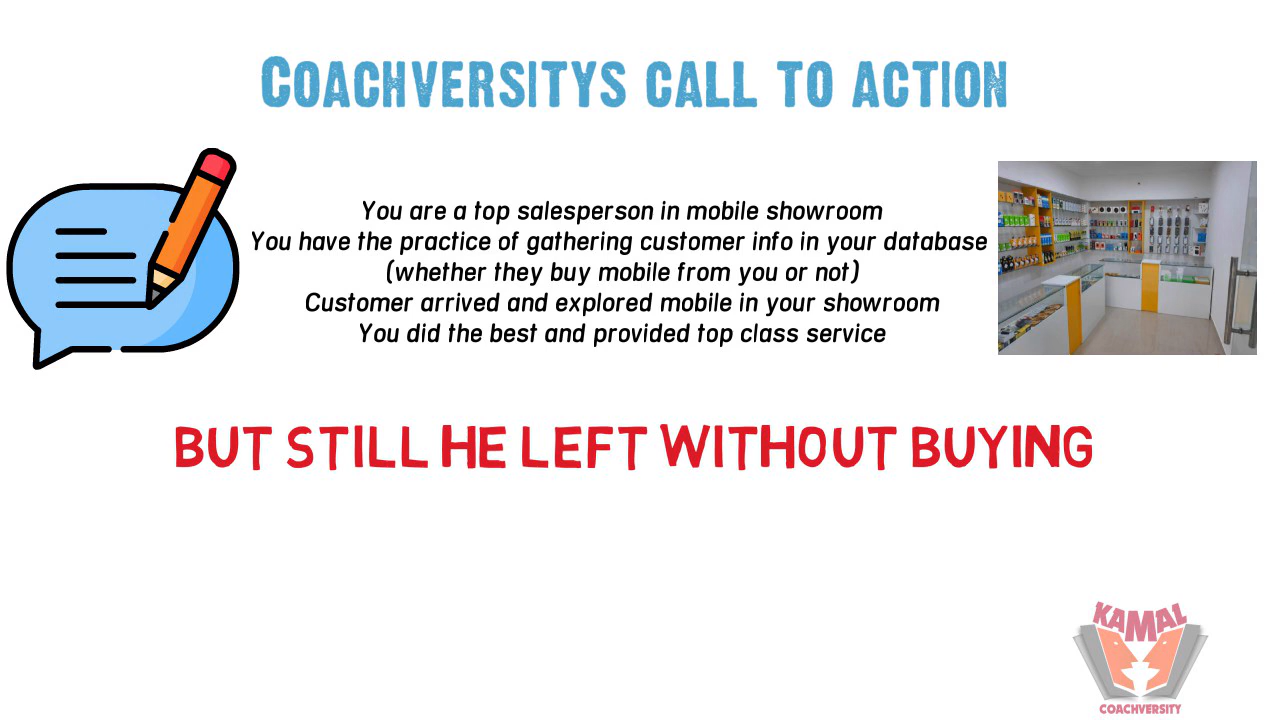 COACHVERSITYS CALL TO ACTION
You are a top salesperson in mobile showroom
You have the practice of gathering customer info in your database
(whether they buy mobile from you or not)
Customer arrived and explored mobile in your showroom
You did the best and provided top class service
BUT STILL HE LEFT WITHOUT BUYING
KAMAL
COACHVERSITY